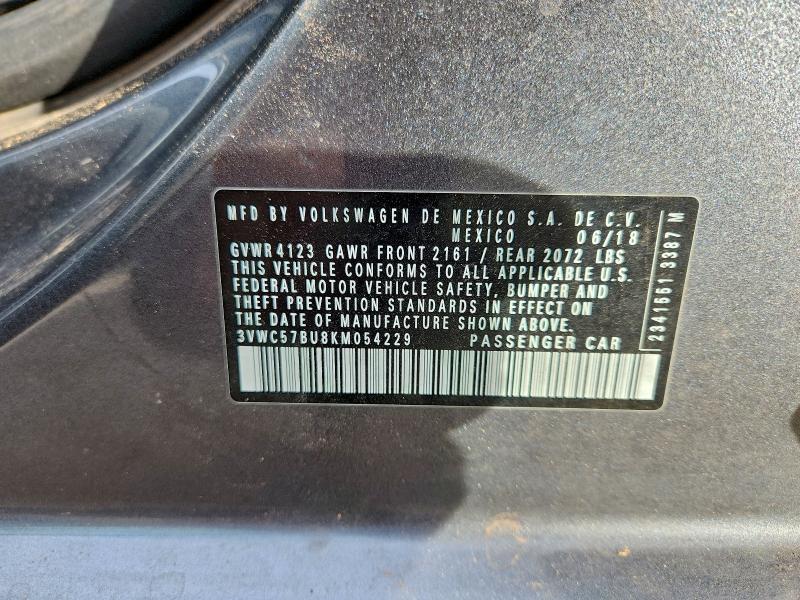 MFD BY VOLKSWAGEN DE MEXICO S.A. DE C.V.
MEXICO 06/18
GVWR 4123 GAWR FRONT 2161 / REAR 2072 LBS
THIS VEHICLE CONFORMS TO ALL APPLICABLE U.S.
FEDERAL MOTOR VEHICLE SAFETY, BUMPER AND
THEFT PREVENTION STANDARDS IN EFFECT ON
THE DATE OF MANUFACTURE SHOWN ABOVE.
3VWC57BU8KM054229 PASSENGER CAR
2341551 3387 M